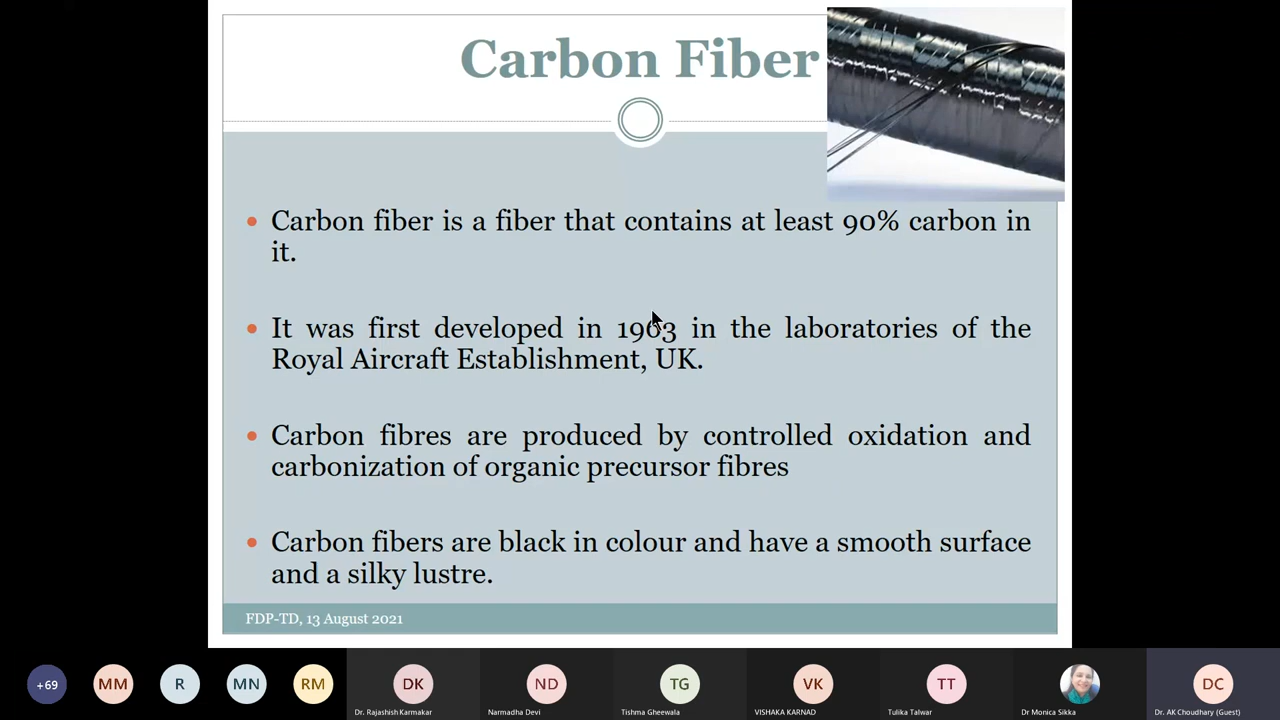 Carbon Fiber
Carbon fiber is a fiber that contains at least 90% carbon in
it.
It was first developed in 1963 in the laboratories of the
Royal Aircraft Establishment, UK.
Carbon fibres are produced by controlled oxidation and
carbonization of organic precursor fibres
Carbon fibers are black in colour and have a smooth surface
and a silky lustre.
FDP-TD, 13 August 2021
+69
MM
R
MN
RM
DK
ND
TG
VK
TT
DC
Dr. Rajashish Karmakar
Narmadha Devi
Tishma Gheewala
VISHAKA KARNAD
Tulika Talwar
Dr Monica Sikka
Dr. AK Choudhary (Guest)